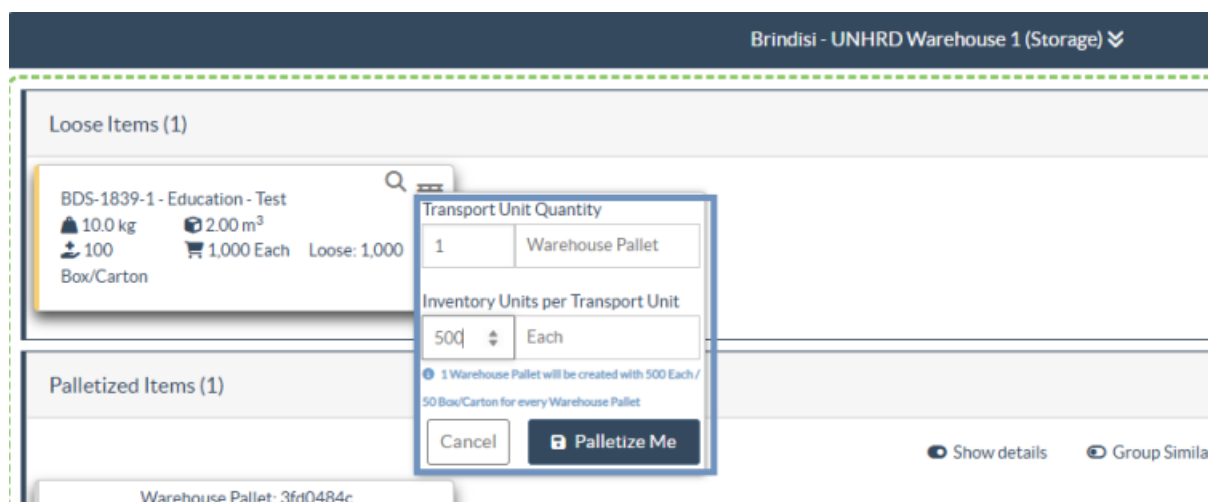 Brindisi - UNHRD Warehouse 1 (Storage)
Loose Items (1)
BDS-1839-1 - Education - Test
10.0 kg 2.00 m³
100 1,000 Each Loose: 1,000
Box/Carton
Transport Unit Quantity
1 Warehouse Pallet
Inventory Units per Transport Unit
500 Each
1 Warehouse Pallet will be created with 500 Each /
50 Box/Carton for every Warehouse Pallet
Cancel Palletize Me
Palletized Items (1)
Show details Group Simila
Warehouse Pallet: 3fd0484c